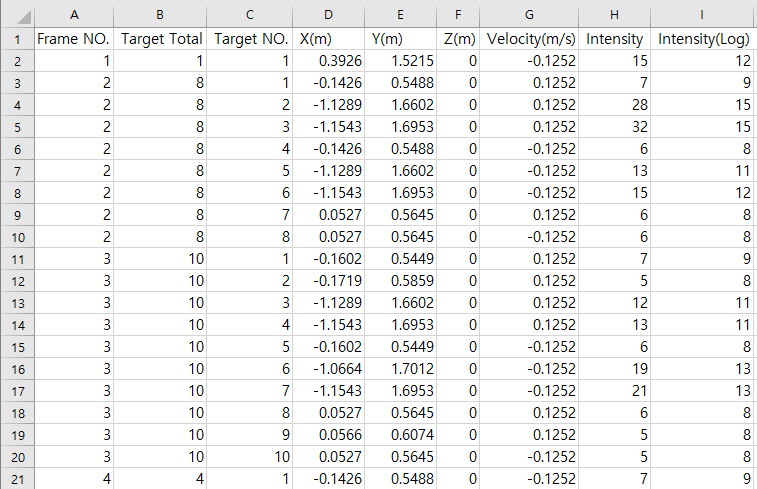 A B C D E F G H I
1 Frame NO. Target Total Target NO. X(m) Y(m) Z(m) Velocity(m/s) Intensity Intensity(Log)
2 1 1 1 0.3926 1.5215 0 -0.1252 15 12
3 2 8 1 -0.1426 0.5488 0 0.1252 7 9
4 2 8 2 -1.1289 1.6602 0 0.1252 28 15
5 2 8 3 -1.1543 1.6953 0 0.1252 32 15
6 2 8 4 -0.1426 0.5488 0 -0.1252 6 8
7 2 8 5 -1.1289 1.6602 0 -0.1252 13 11
8 2 8 6 -1.1543 1.6953 0 -0.1252 15 12
9 2 8 7 0.0527 0.5645 0 0.1252 6 8
10 2 8 8 0.0527 0.5645 0 -0.1252 6 8
11 3 10 1 -0.1602 0.5449 0 0.1252 7 9
12 3 10 2 -0.1719 0.5859 0 0.1252 5 8
13 3 10 3 -1.1289 1.6602 0 0.1252 12 11
14 3 10 4 -1.1543 1.6953 0 0.1252 13 11
15 3 10 5 -0.1602 0.5449 0 -0.1252 6 8
16 3 10 6 -1.0664 1.7012 0 -0.1252 19 13
17 3 10 7 -1.1543 1.6953 0 -0.1252 21 13
18 3 10 8 0.0527 0.5645 0 0.1252 6 8
19 3 10 9 0.0566 0.6074 0 0.1252 5 8
20 3 10 10 0.0527 0.5645 0 -0.1252 5 8
21 4 4 1 -0.1426 0.5488 0 -0.1252 7 9